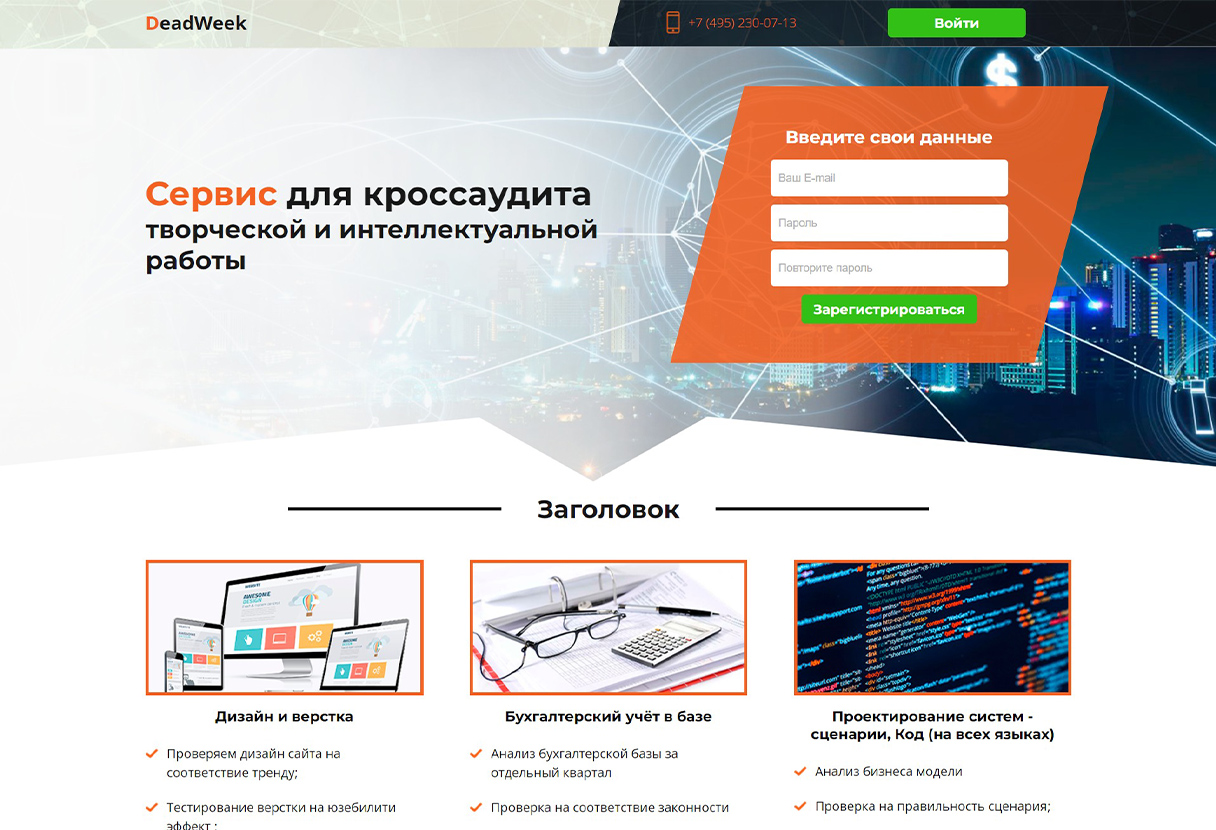 DeadWeek
+7 (495) 230-07-13
Войти
Введите свои данные
Ваш E-mail
Пароль
Повторите пароль
Зарегистрироваться
Сервис для кроссаудита
творческой и интеллектуальной
работы
Заголовок
AWESOME
DESIGN
Дизайн и верстка
Проверяем дизайн сайта на
соответствие тренду;
Тестирование верстки на юзебилити
эффект ;
Бухгалтерский учёт в базе
Анализ бухгалтерской базы за
отдельный квартал
Проверка на соответствие законности
Проектирование систем -
сценарии, Код (на всех языках)
Анализ бизнеса модели
Проверка на правильность сценария;